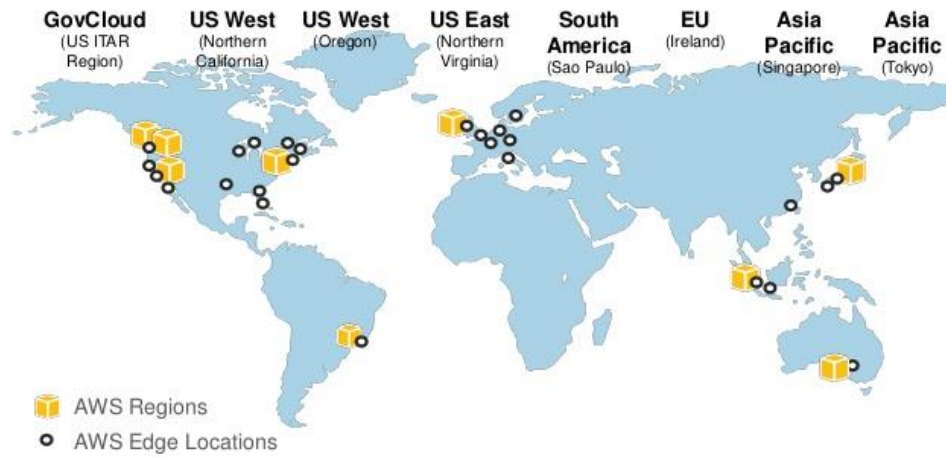 GovCloud
(US ITAR
Region)
US West
(Northern
California)
US West
(Oregon)
US East
(Northern
Virginia)
South
America
(Sao Paulo)
EU
(Ireland)
Asia
Pacific
(Singapore)
Asia
Pacific
(Tokyo)
AWS Regions
AWS Edge Locations